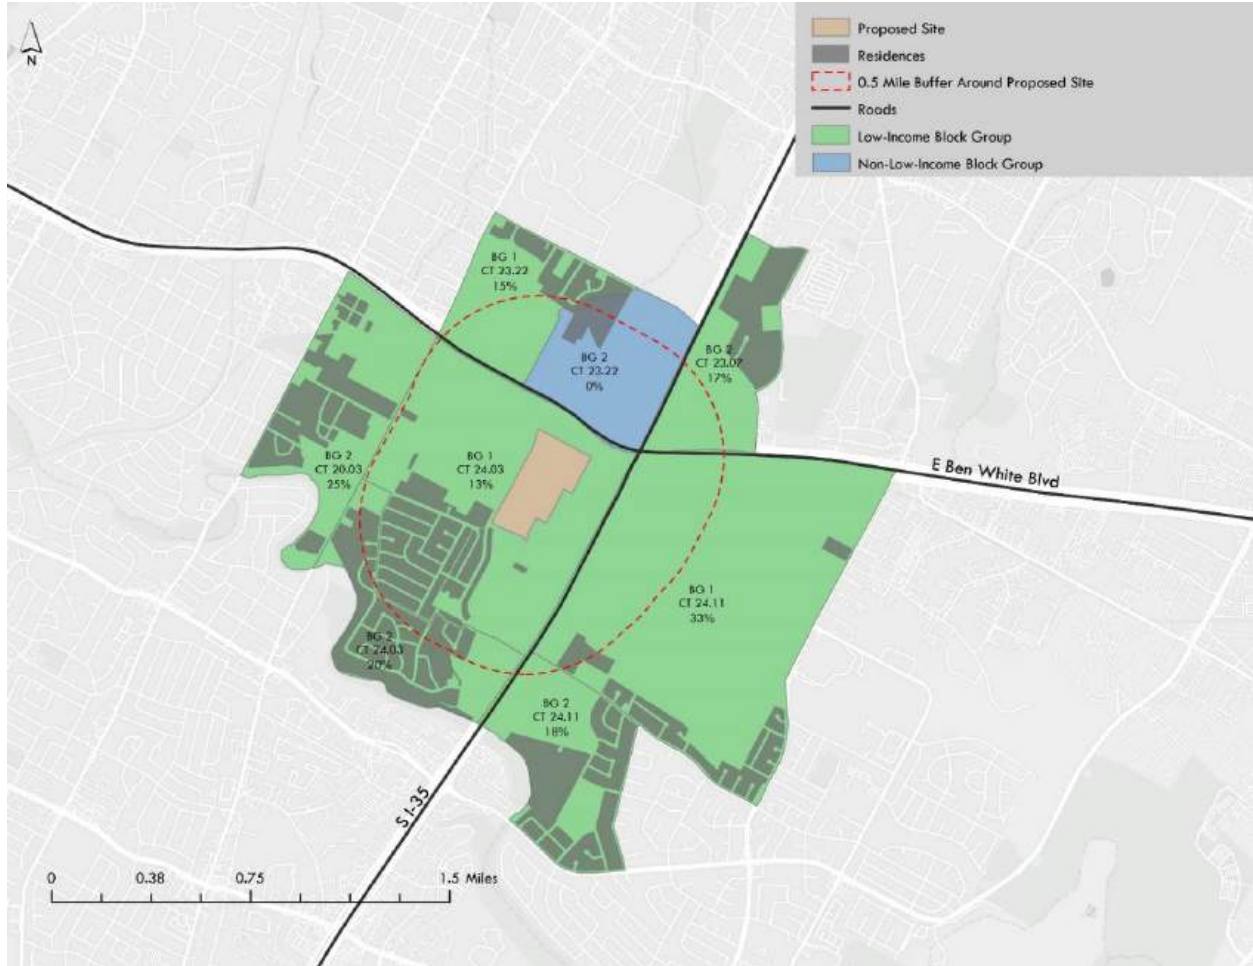 N
Proposed Site
Residences
0.5 Mile Buffer Around Proposed Site
Roads
Low-Income Block Group
Non-Low-Income Block Group
BG 1
CT 23.22
15%
BG 2
CT 23.22
0%
BG 2
CT 23.07
17%
BG 2
CT 20.03
25%
BG 1
CT 24.03
13%
E Ben White Blvd
BG 1
CT 24.11
33%
BG 2
CT 24.03
20%
BG 2
CT 24.11
18%
S I-35
0 0.38 0.75 1.5 Miles